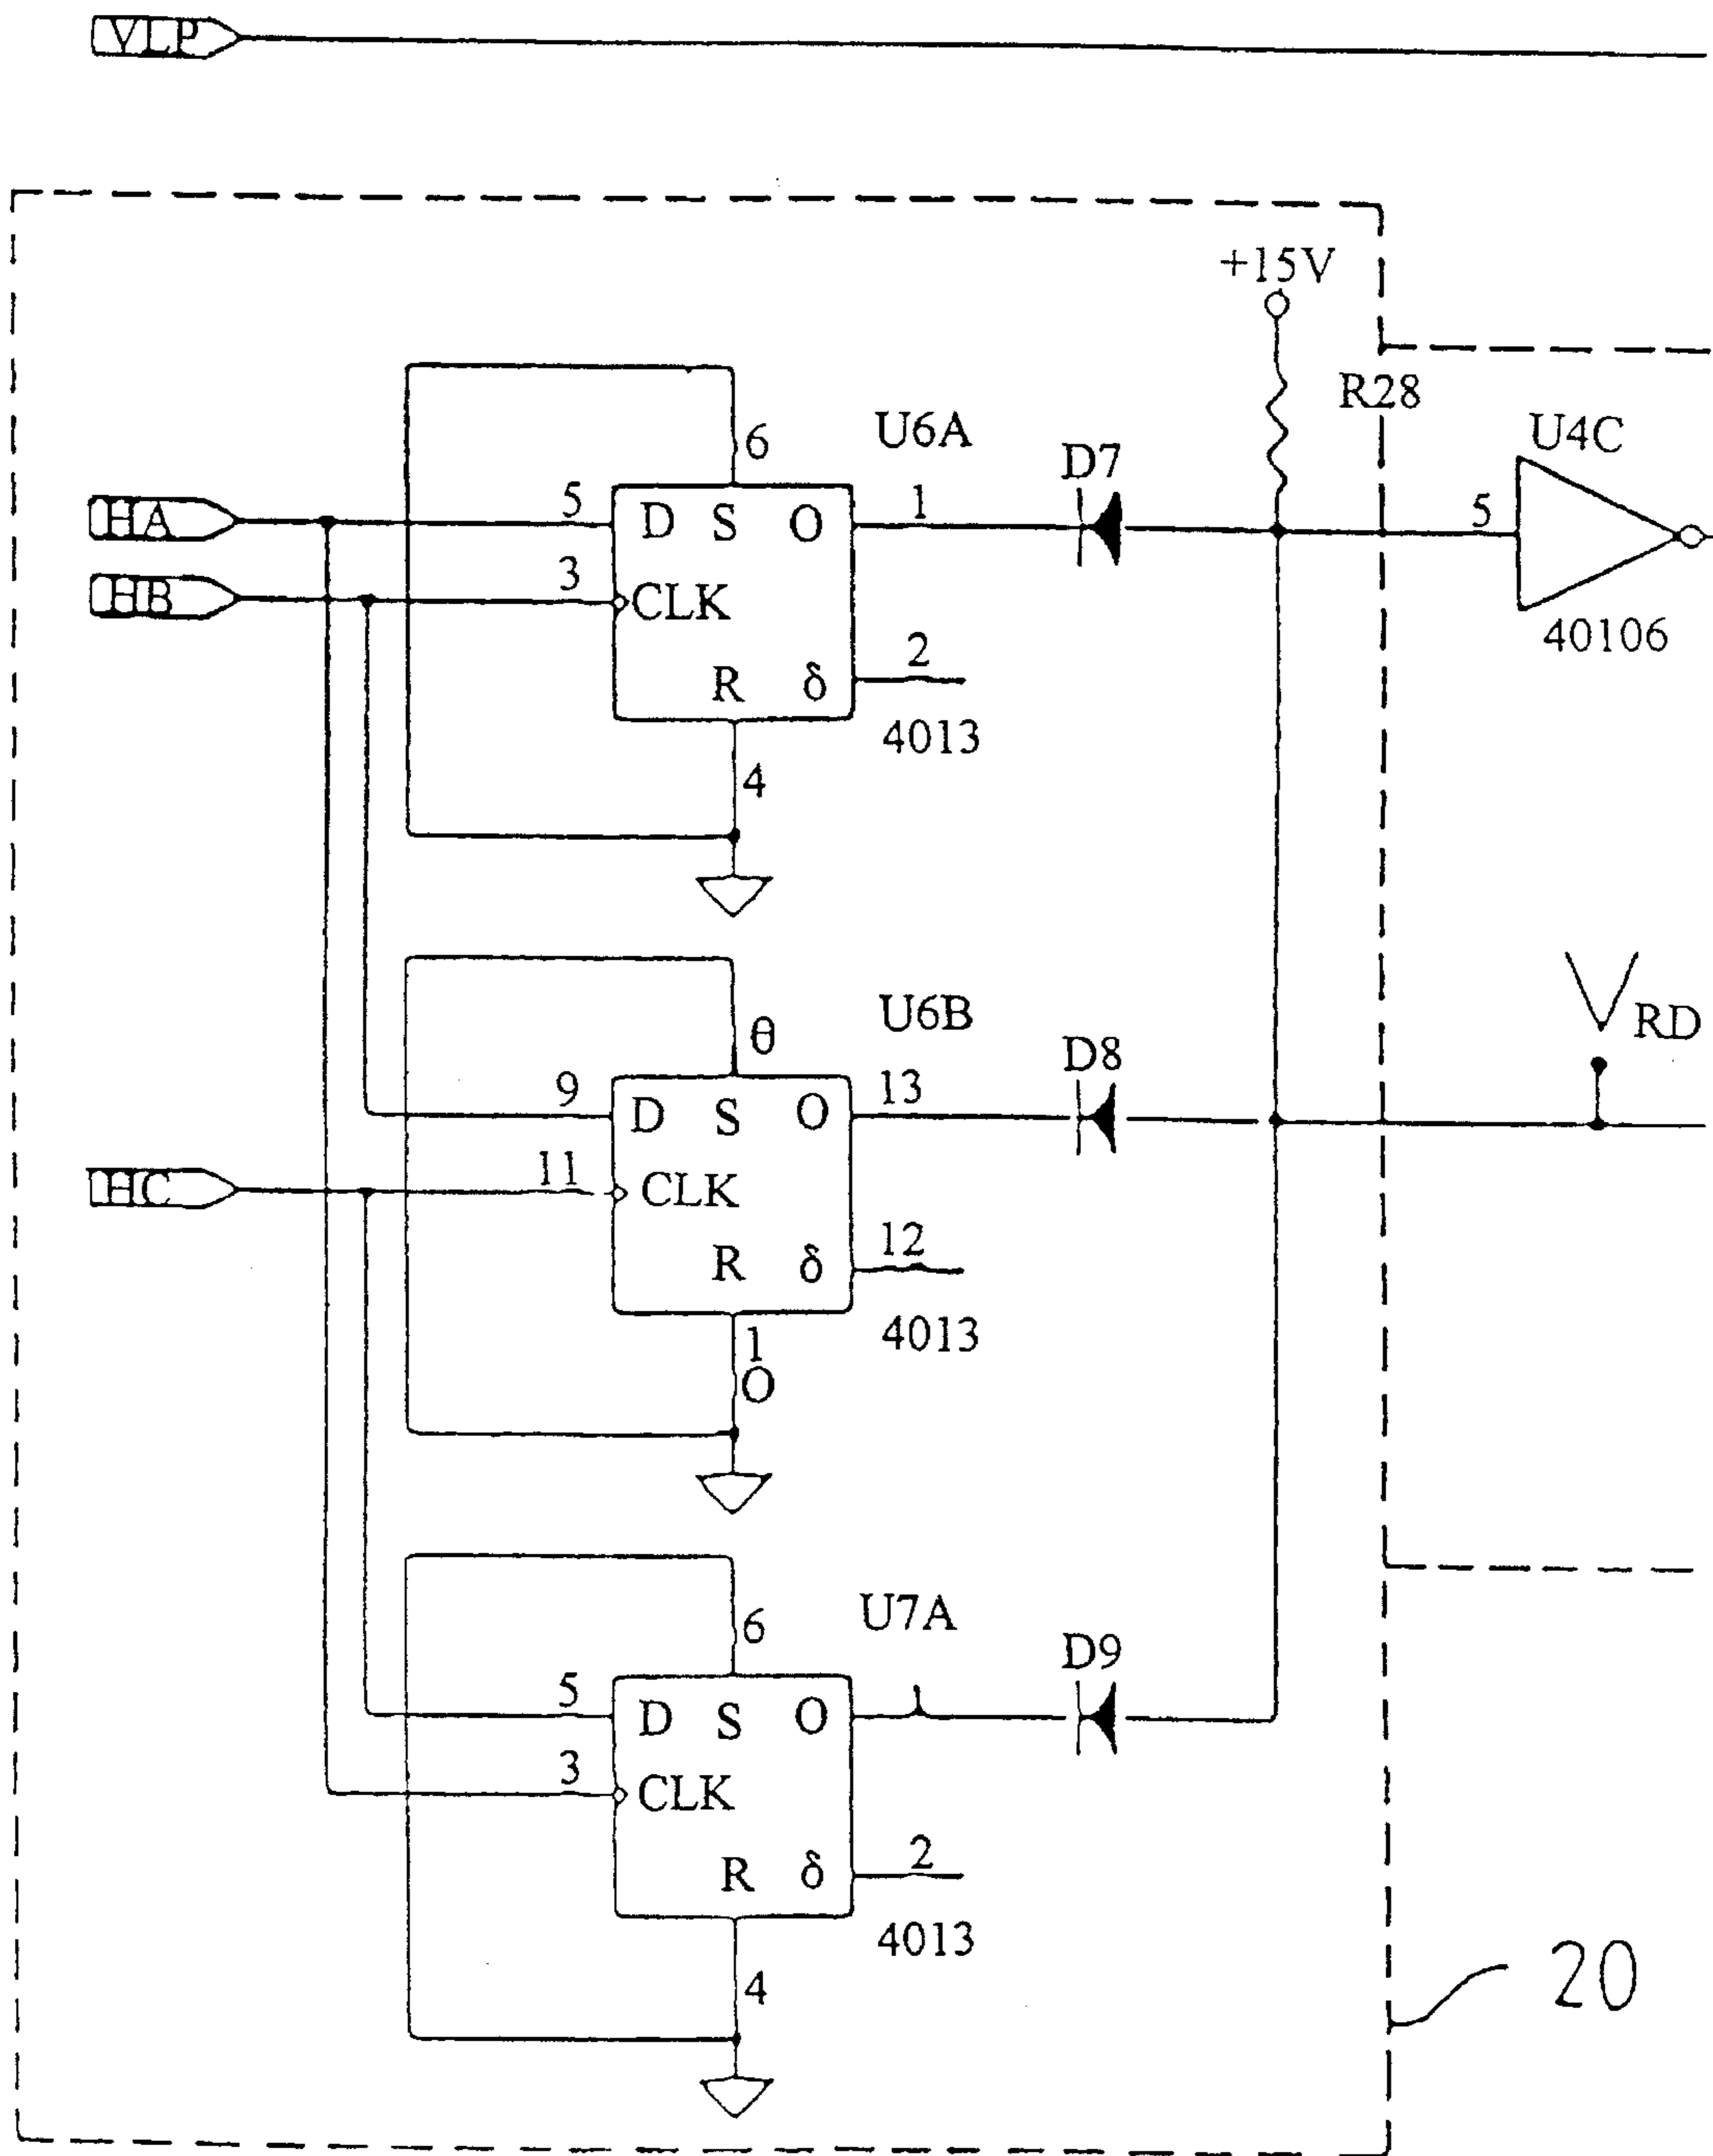 VLP
+15V
R28
U6A
D7
U4C
6
HA
5
D S O
1
5
HB
3
CLK
40106
2
R δ
4013
4
θ
U6B
D8
V RD
9
D S O
13
HC
11
CLK
12
R δ
4013
1
O
6
U7A
D9
5
D S O
3
CLK
2
R δ
4013
4
20